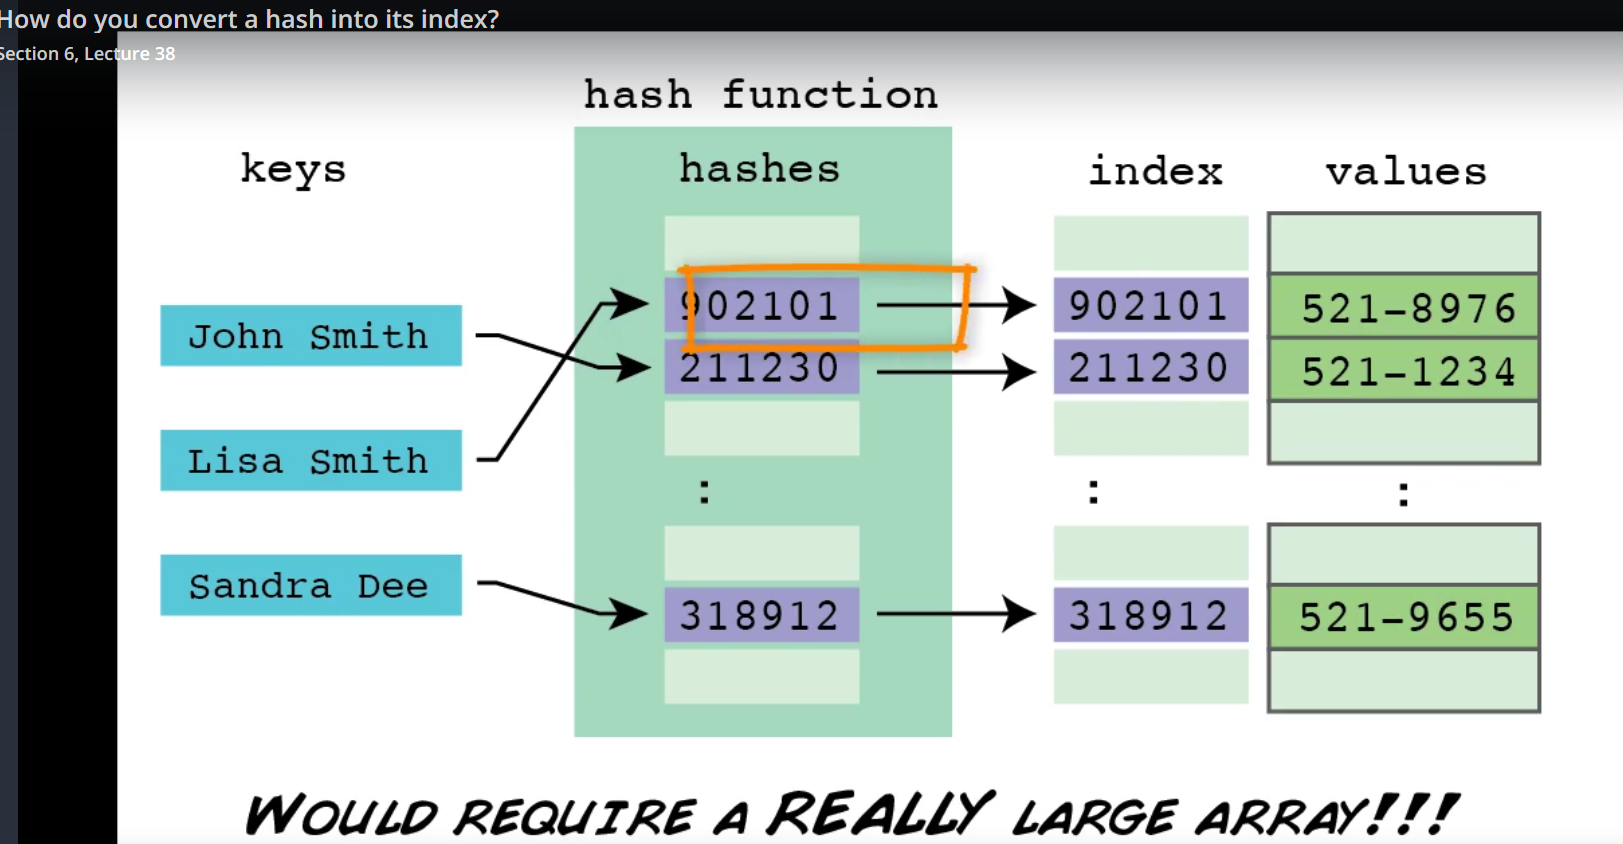 How do you convert a hash into its index?
Section 6, Lecture 38
hash function
keys
hashes
index
values
902101
902101
521-8976
John Smith
211230
211230
521-1234
Lisa Smith
:
:
:
Sandra Dee
318912
318912
521-9655
WOULD REQUIRE A REALLY LARGE ARRAY!!!